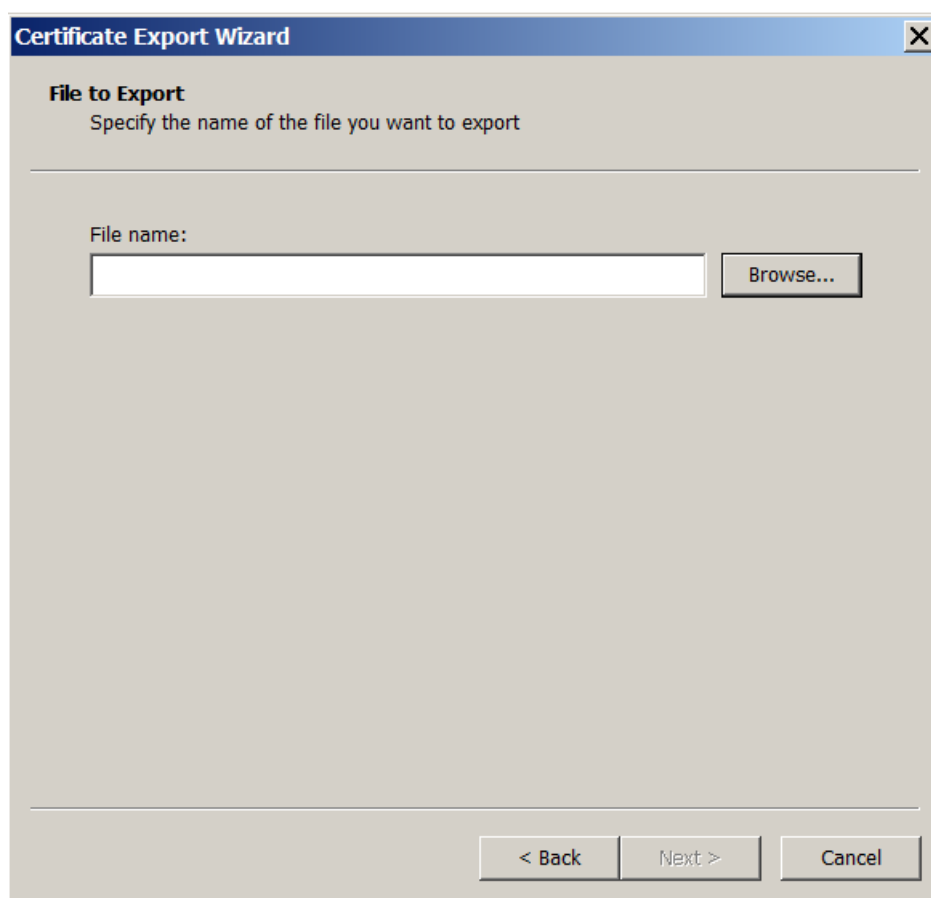 Certificate Export Wizard
File to Export
Specify the name of the file you want to export
File name:
Browse...
< Back Next > Cancel